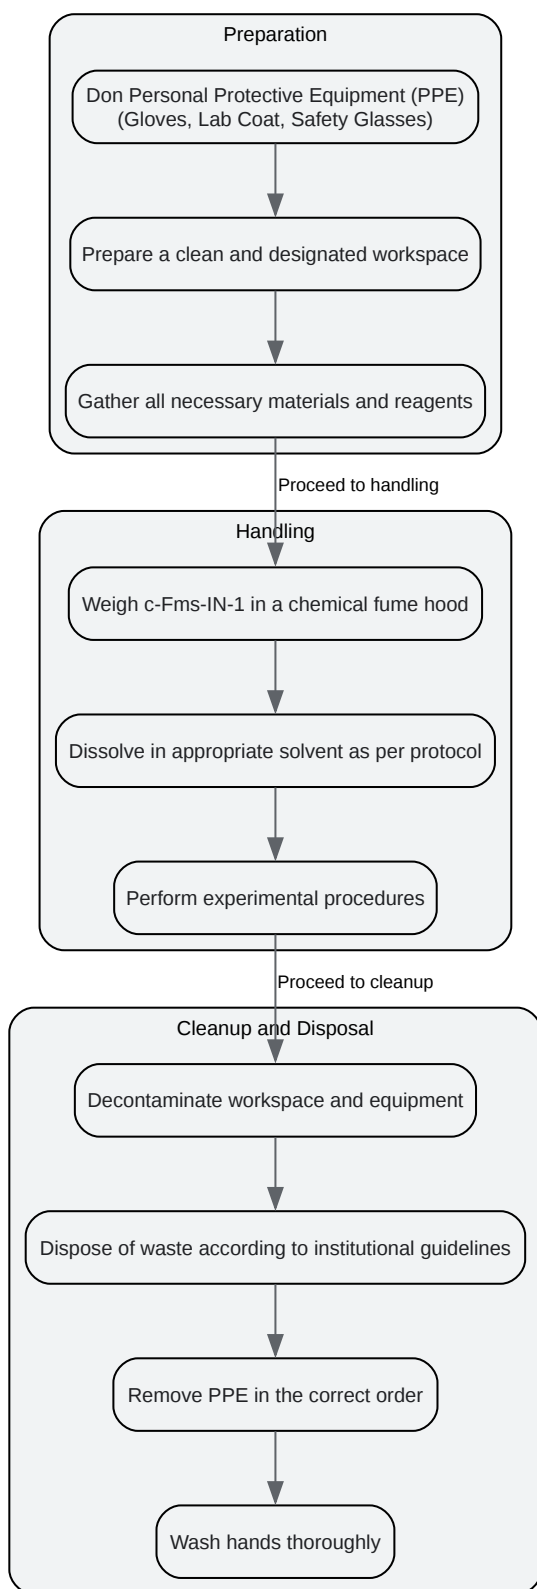 Preparation
Don Personal Protective Equipment (PPE)
(Gloves, Lab Coat, Safety Glasses)
Prepare a clean and designated workspace
Gather all necessary materials and reagents
Proceed to handling
Handling
Weigh c-Fms-IN-1 in a chemical fume hood
Dissolve in appropriate solvent as per protocol
Perform experimental procedures
Proceed to cleanup
Cleanup and Disposal
Decontaminate workspace and equipment
Dispose of waste according to institutional guidelines
Remove PPE in the correct order
Wash hands thoroughly